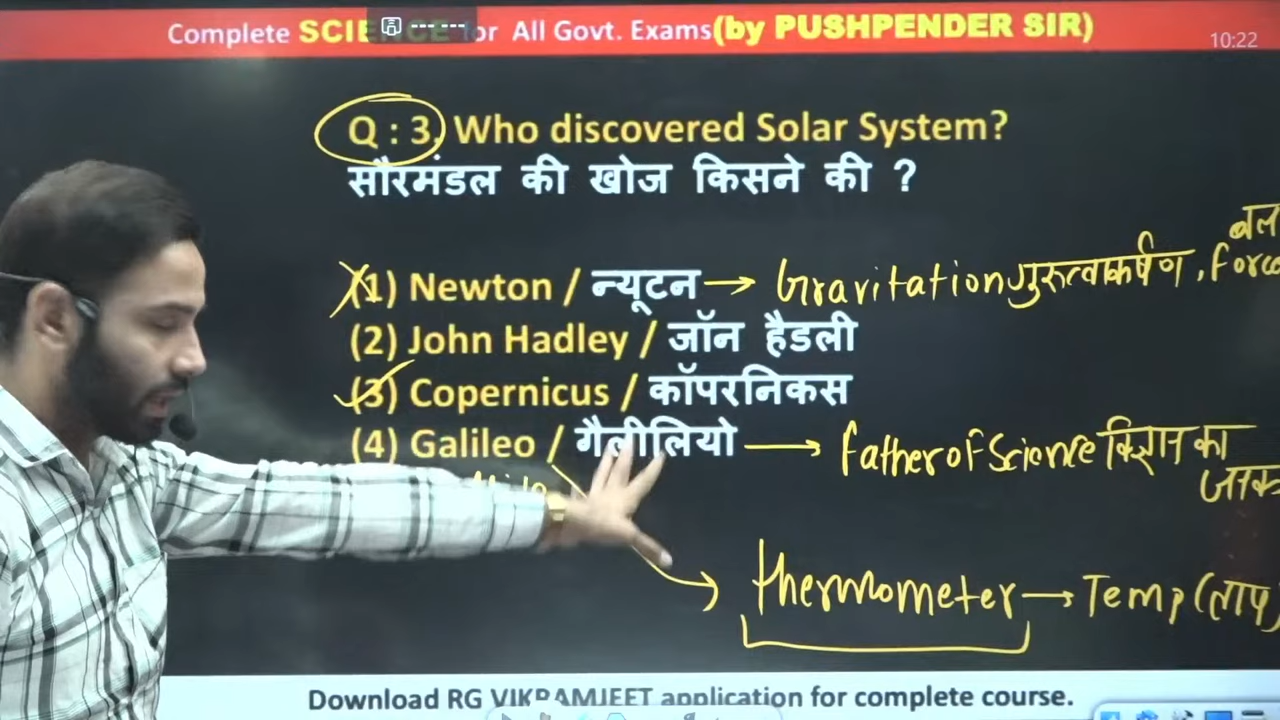 Complete SCIENCE for All Govt. Exams(by PUSHPENDER SIR)
10:22
Q : 3. Who discovered Solar System?
सौरमंडल की खोज किसने की ?
बल
(1) Newton / न्यूटन → Gravitation गुरुत्वाकर्षण, Force
(2) John Hadley / जॉन हैडली
(3) Copernicus / कॉपरनिकस
(4) Galileo / गैलीलियो → father of Science विज्ञान का
thermometer → Temp (ताप)
Download RG VIKRAMJEET application for complete course.